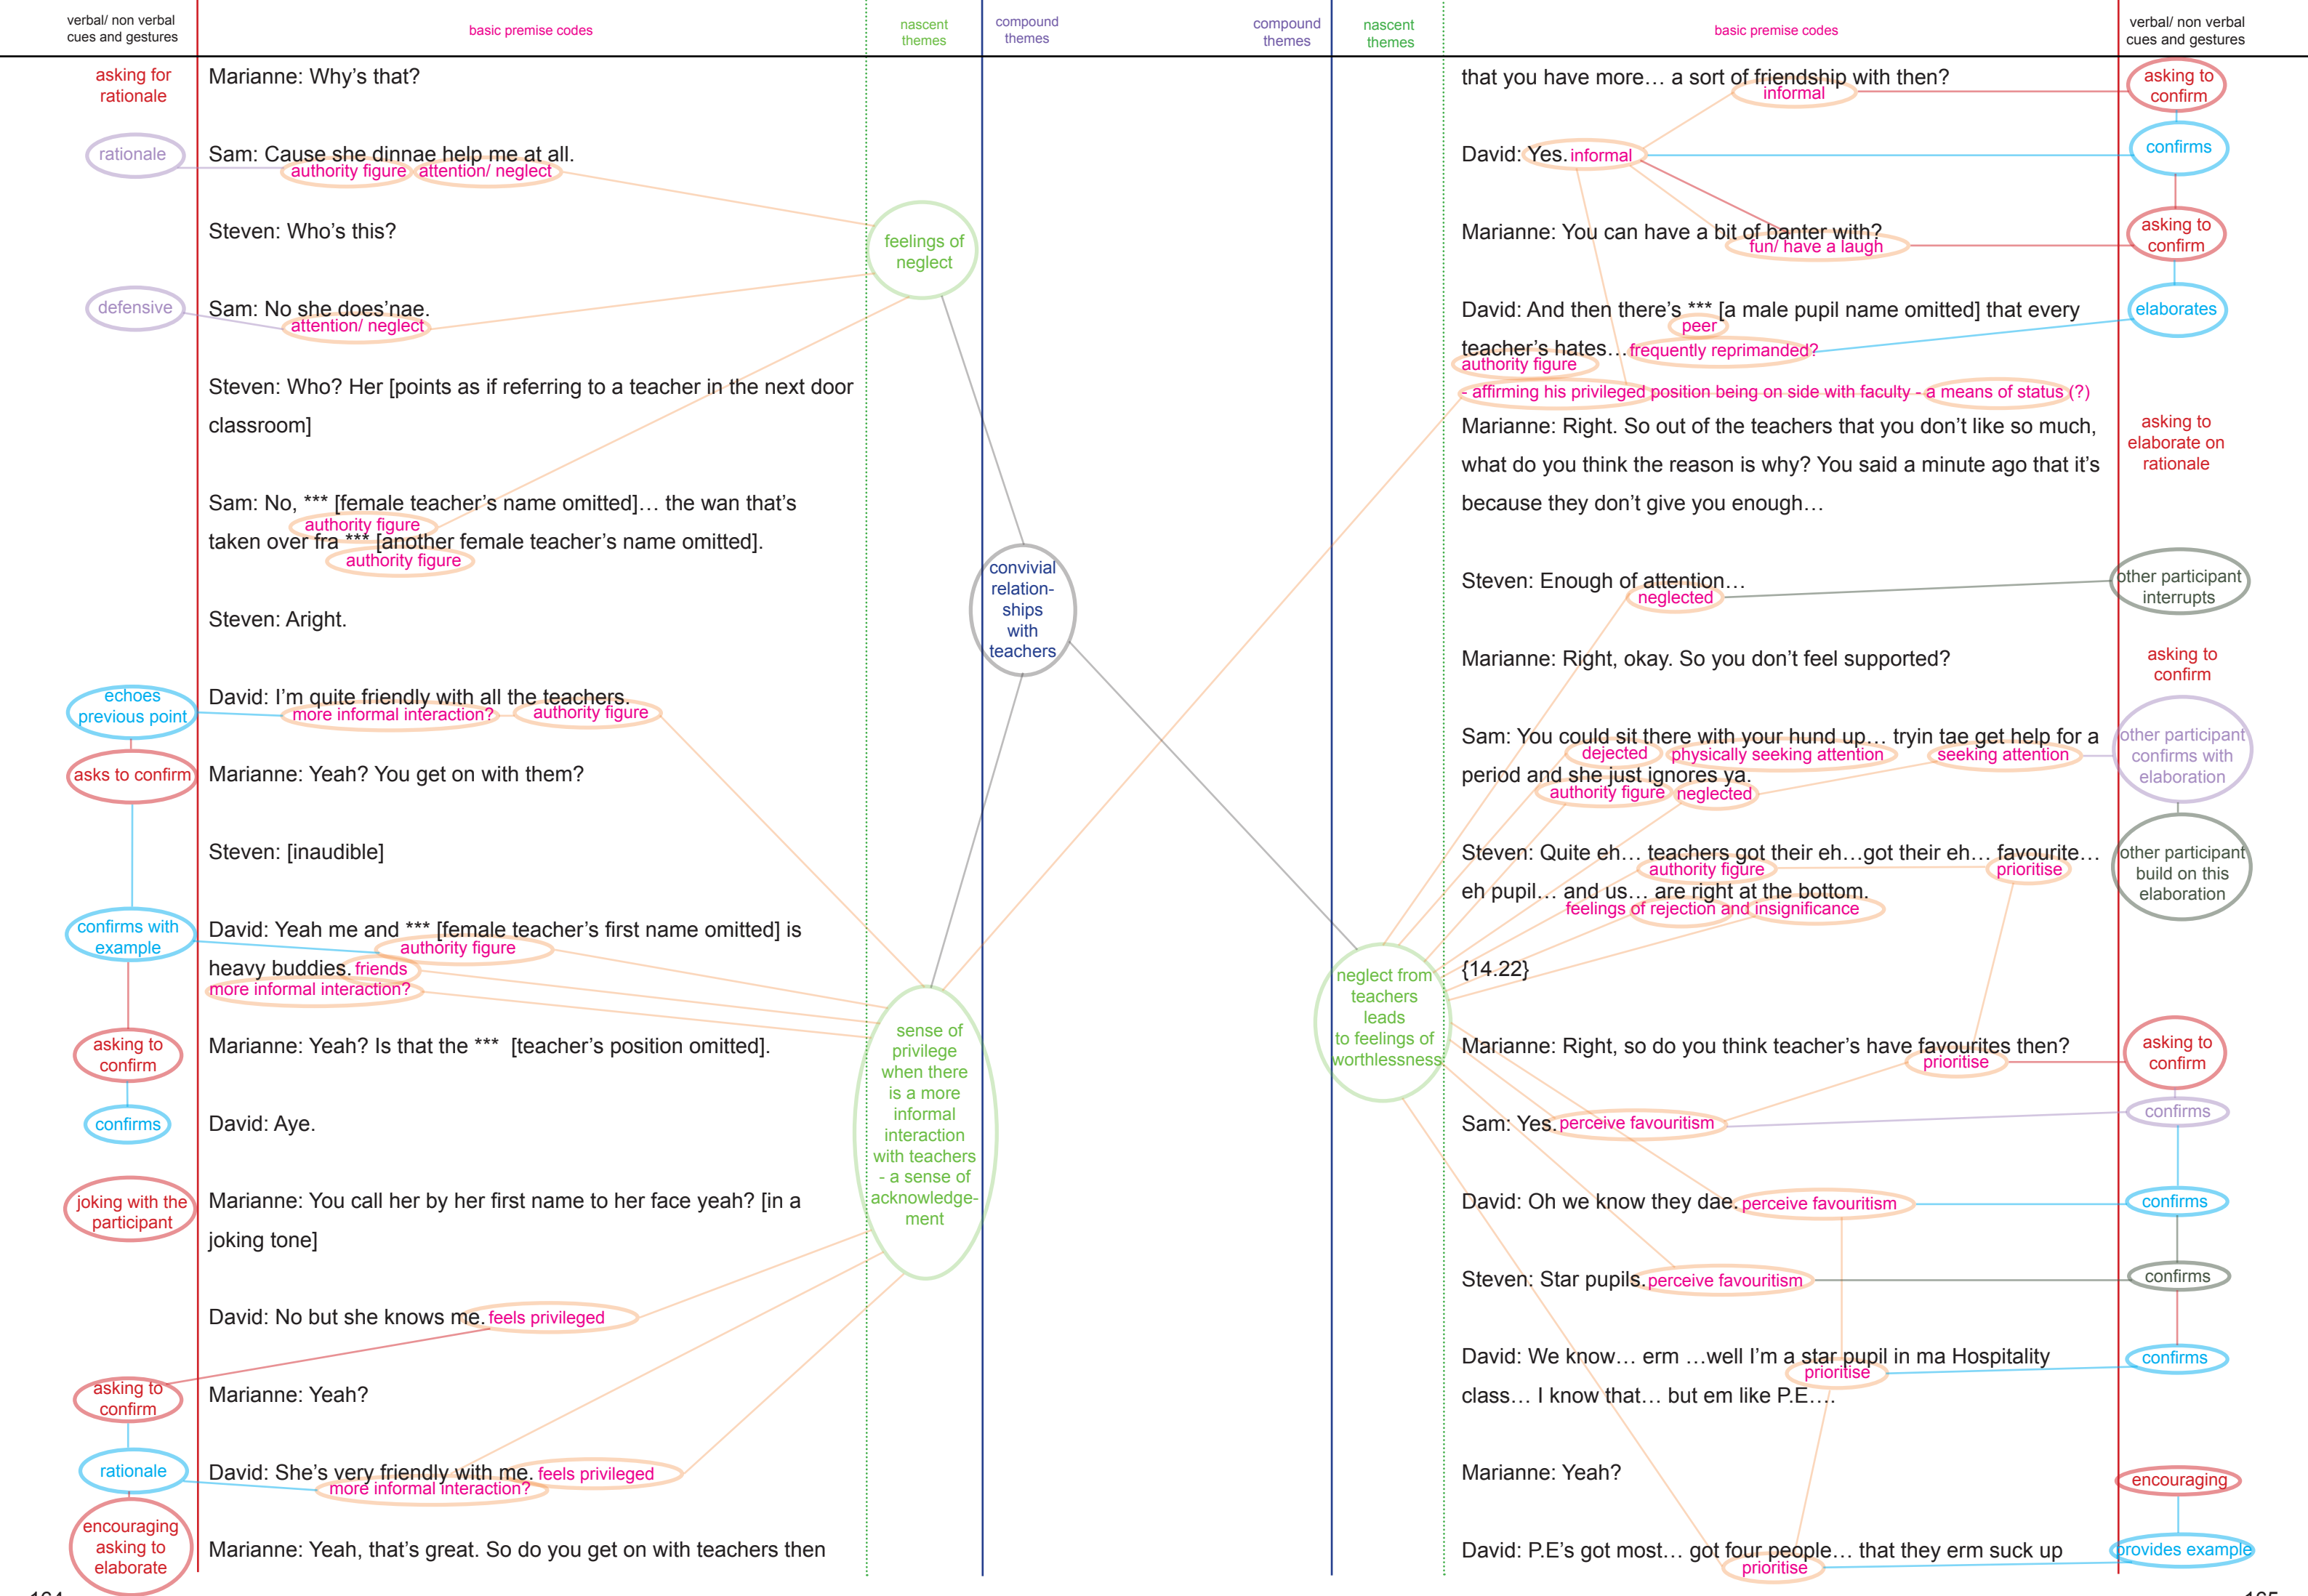 verbal/ non verbal
cues and gestures
basic premise codes
nascent
themes
compound
themes
asking for
rationale
Marianne: Why's that?
rationale
Sam: Cause she dinnae help me at all.
authority figure
attention/ neglect
Steven: Who's this?
feelings of
neglect
defensive
Sam: No she does'nae.
attention/ neglect
Steven: Who? Her [points as if referring to a teacher in the next door
classroom]
Sam: No, *** [female teacher's name omitted]… the wan that's
authority figure
taken over fra *** [another female teacher's name omitted].
authority figure
convivial
relation-
ships
with
teachers
Steven: Aright.
echoes
previous point
David: I'm quite friendly with all the teachers.
more informal interaction?
authority figure
asks to confirm
Marianne: Yeah? You get on with them?
Steven: [inaudible]
confirms with
example
David: Yeah me and *** [female teacher's first name omitted] is
authority figure
heavy buddies. friends
more informal interaction?
asking to
confirm
Marianne: Yeah? Is that the *** [teacher's position omitted].
sense of
privilege
when there
is a more
informal
interaction
with teachers
- a sense of
acknowledge-
ment
confirms
David: Aye.
joking with the
participant
Marianne: You call her by her first name to her face yeah? [in a
joking tone]
David: No but she knows me. feels privileged
asking to
confirm
Marianne: Yeah?
rationale
David: She's very friendly with me. feels privileged
more informal interaction?
encouraging
asking to
elaborate
Marianne: Yeah, that's great. So do you get on with teachers then
164
compound
themes
nascent
themes
basic premise codes
verbal/ non verbal
cues and gestures
that you have more… a sort of friendship with then?
informal
asking to
confirm
David: Yes. informal
confirms
Marianne: You can have a bit of banter with?
fun/ have a laugh
asking to
confirm
David: And then there's *** [a male pupil name omitted] that every
peer
elaborates
teacher's hates… frequently reprimanded?
authority figure
- affirming his privileged position being on side with faculty - a means of status (?)
Marianne: Right. So out of the teachers that you don't like so much,
what do you think the reason is why? You said a minute ago that it's
because they don't give you enough…
asking to
elaborate on
rationale
Steven: Enough of attention…
neglected
other participant
interrupts
Marianne: Right, okay. So you don't feel supported?
asking to
confirm
Sam: You could sit there with your hund up… tryin tae get help for a
dejected
physically seeking attention
seeking attention
period and she just ignores ya.
authority figure
neglected
other participant
confirms with
elaboration
Steven: Quite eh… teachers got their eh…got their eh… favourite…
authority figure
prioritise
eh pupil… and us… are right at the bottom.
feelings of rejection and insignificance
other participant
build on this
elaboration
{14.22}
neglect from
teachers
leads
to feelings of
worthlessness
Marianne: Right, so do you think teacher's have favourites then?
prioritise
asking to
confirm
Sam: Yes. perceive favouritism
confirms
David: Oh we know they dae. perceive favouritism
confirms
Steven: Star pupils. perceive favouritism
confirms
David: We know… erm …well I'm a star pupil in ma Hospitality
prioritise
class… I know that… but em like P.E….
confirms
Marianne: Yeah?
encouraging
David: P.E's got most… got four people… that they erm suck up
prioritise
provides example
165